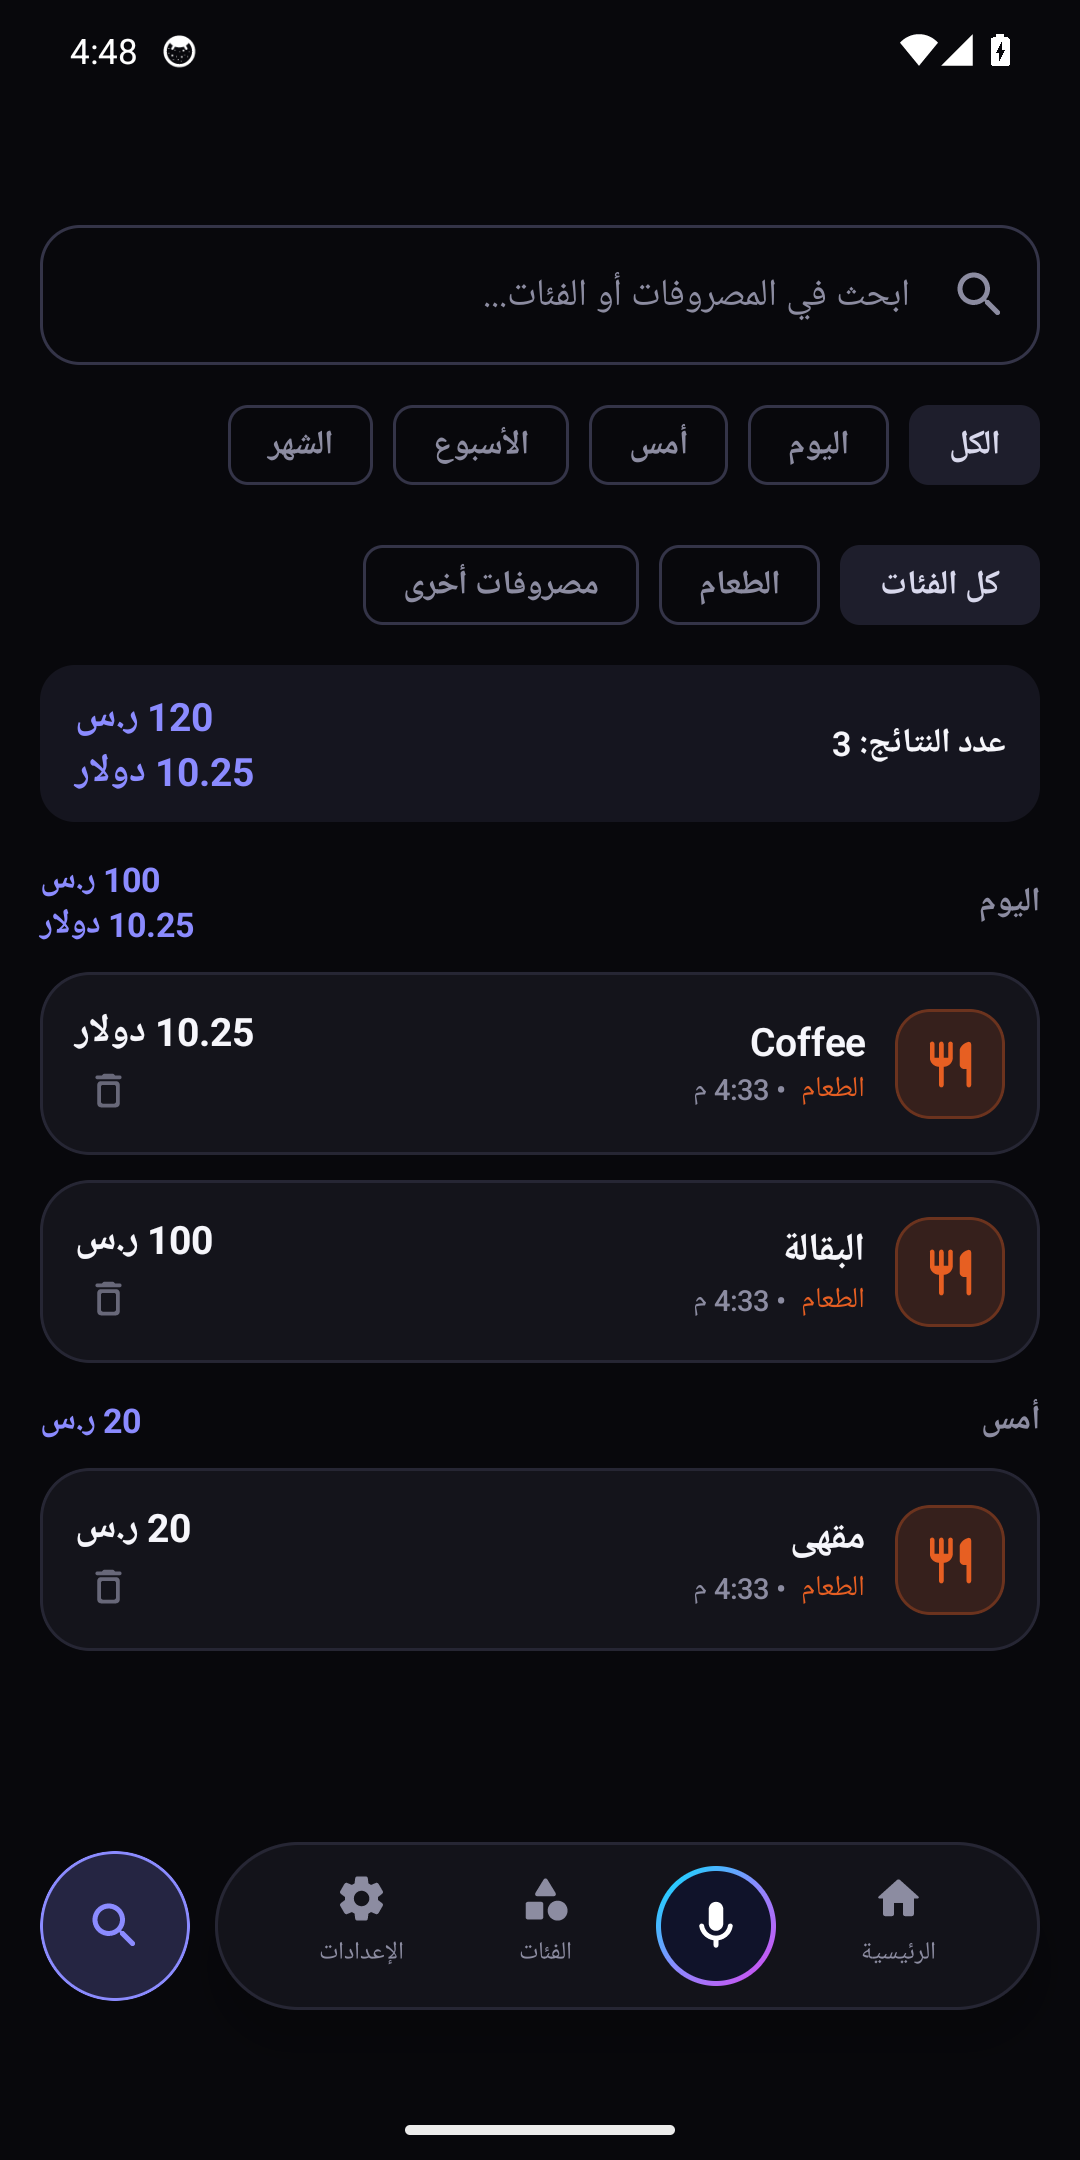 4:48
ابحث في المصروفات أو الفئات...
الكل
اليوم
أمس
الأسبوع
الشهر
كل الفئات
الطعام
مصروفات أخرى
عدد النتائج: 3
120 ر.س
10.25 دولار
اليوم
100 ر.س
10.25 دولار
Coffee
10.25 دولار
الطعام • 4:33 م
البقالة
100 ر.س
الطعام • 4:33 م
أمس
20 ر.س
مقهى
20 ر.س
الطعام • 4:33 م
الرئيسية
الفئات
الإعدادات